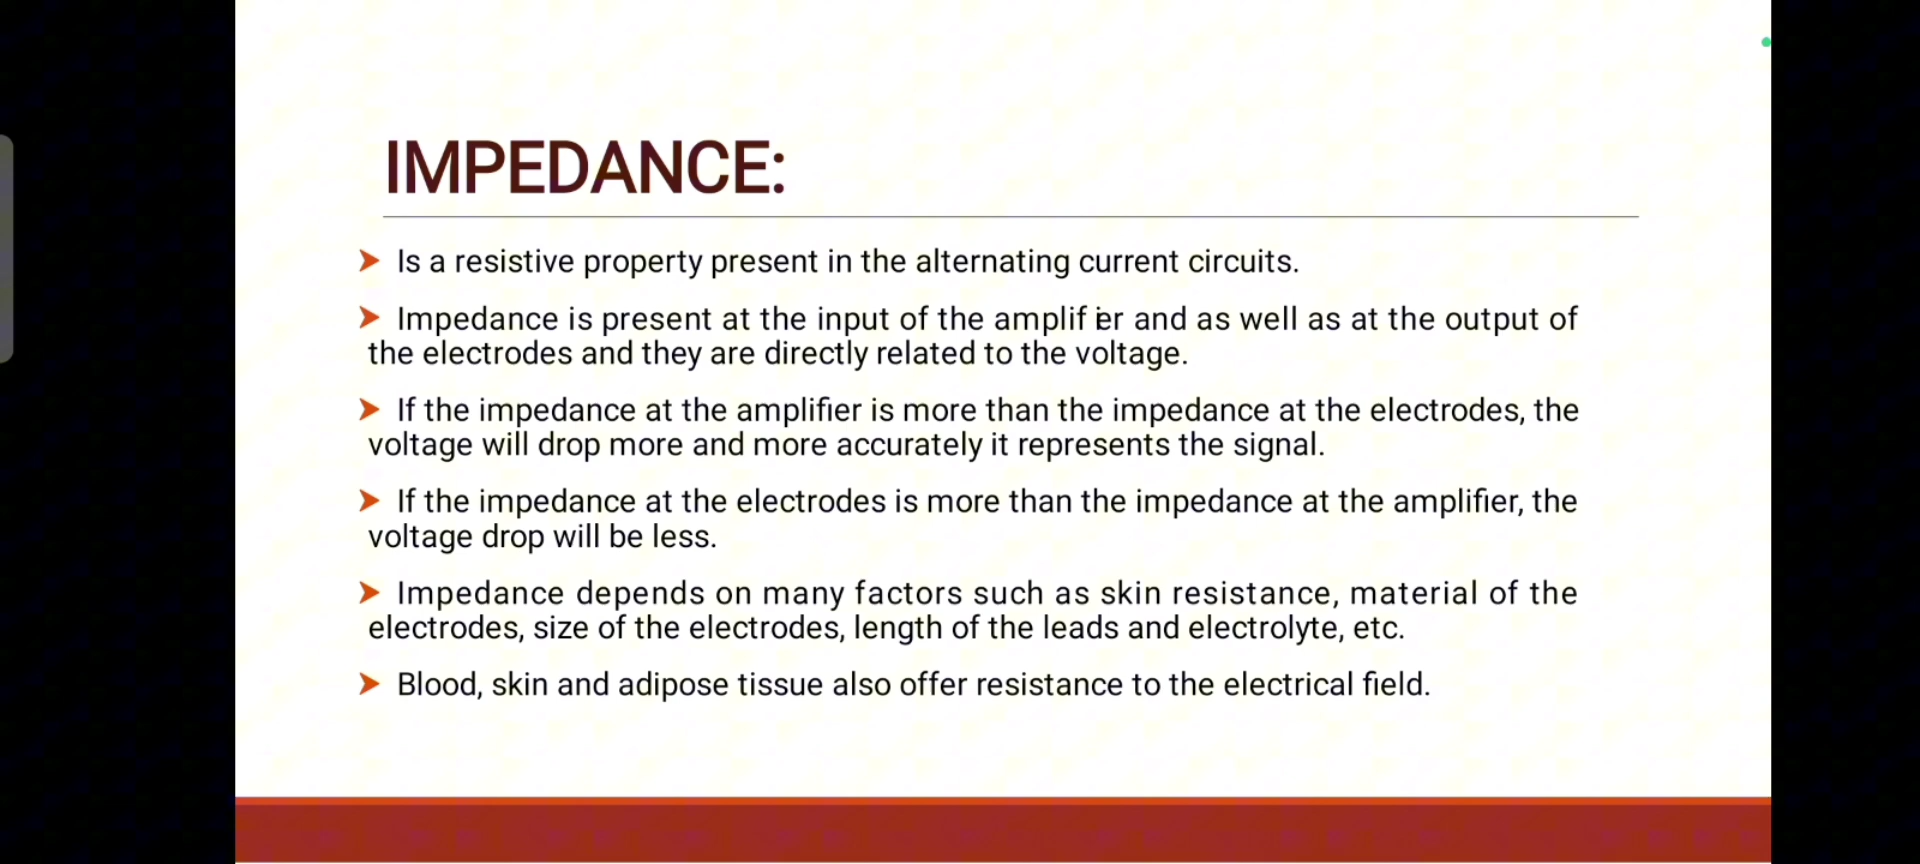 IMPEDANCE:
Is a resistive property present in the alternating current circuits.
Impedance is present at the input of the amplifier and as well as at the output of
the electrodes and they are directly related to the voltage.
If the impedance at the amplifier is more than the impedance at the electrodes, the
voltage will drop more and more accurately it represents the signal.
If the impedance at the electrodes is more than the impedance at the amplifier, the
voltage drop will be less.
Impedance depends on many factors such as skin resistance, material of the
electrodes, size of the electrodes, length of the leads and electrolyte, etc.
Blood, skin and adipose tissue also offer resistance to the electrical field.